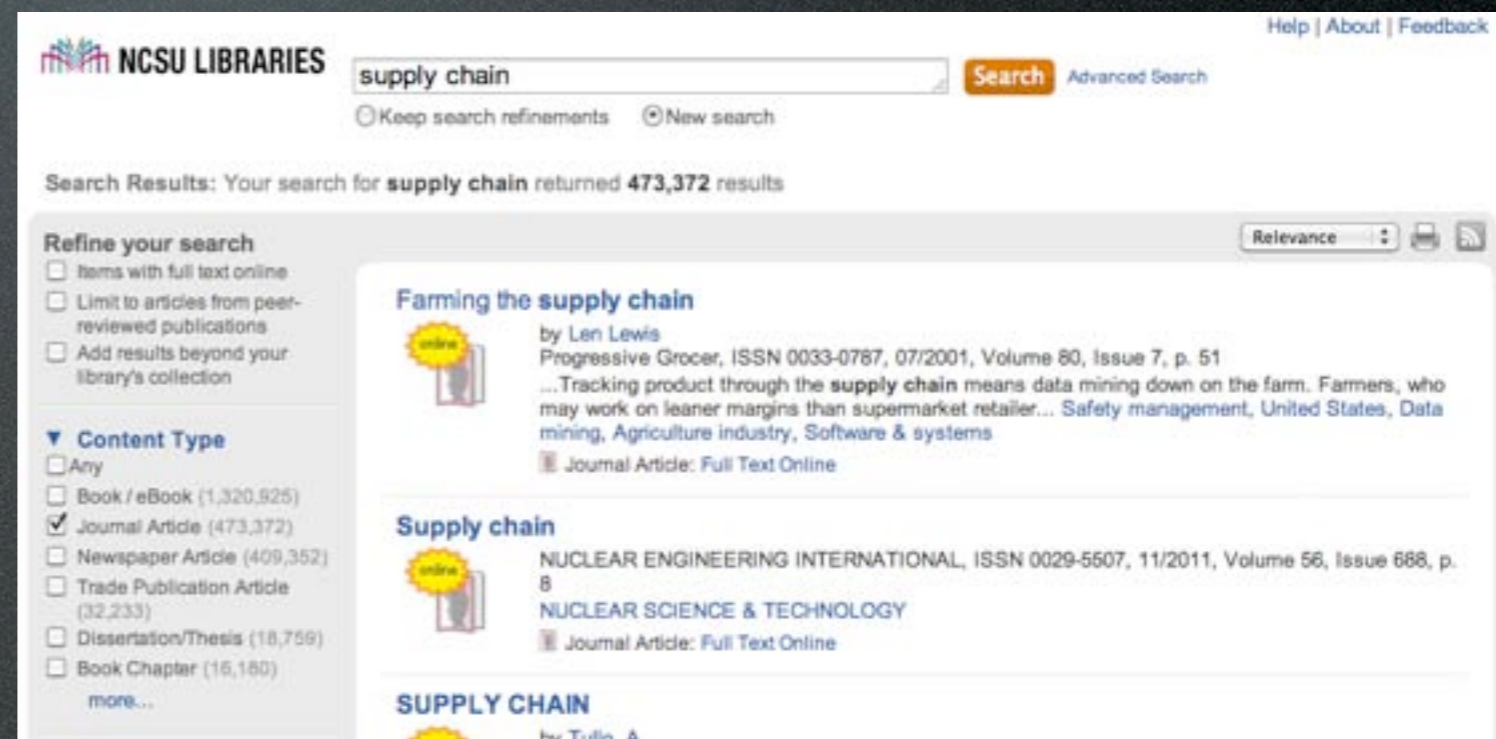 Help | About | Feedback
NCSU LIBRARIES
supply chain
Search
Advanced Search
Keep search refinements
New search
Search Results: Your search for supply chain returned 473,372 results
Refine your search
Items with full text online
Limit to articles from peer-
reviewed publications
Add results beyond your
library's collection
Content Type
Any
Book / eBook (1,320,925)
Journal Article (473,372)
Newspaper Article (409,352)
Trade Publication Article
(32,233)
Dissertation/Thesis (18,759)
Book Chapter (16,180)
more...
Relevance
Farming the supply chain
online
by Len Lewis
Progressive Grocer, ISSN 0033-0787, 07/2001, Volume 80, Issue 7, p. 51
...Tracking product through the supply chain means data mining down on the farm. Farmers, who
may work on leaner margins than supermarket retailer... Safety management, United States, Data
mining, Agriculture industry, Software & systems
Journal Article: Full Text Online
Supply chain
online
NUCLEAR ENGINEERING INTERNATIONAL, ISSN 0029-5507, 11/2011, Volume 56, Issue 688, p.
8
NUCLEAR SCIENCE & TECHNOLOGY
Journal Article: Full Text Online
SUPPLY CHAIN
by Tullo, A